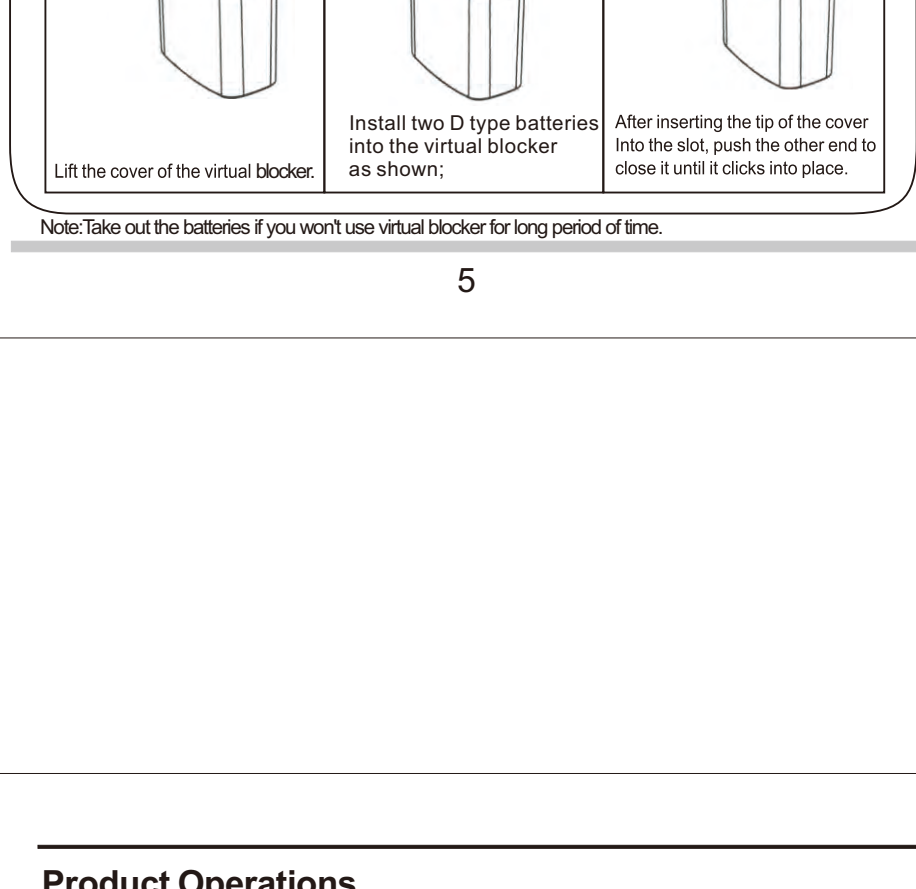 Lift the cover of the virtual blocker.
Install two D type batteries
into the virtual blocker
as shown;
After inserting the tip of the cover
Into the slot, push the other end to
close it until it clicks into place.
Note:Take out the batteries if you won't use virtual blocker for long period of time.
5
Product Operations